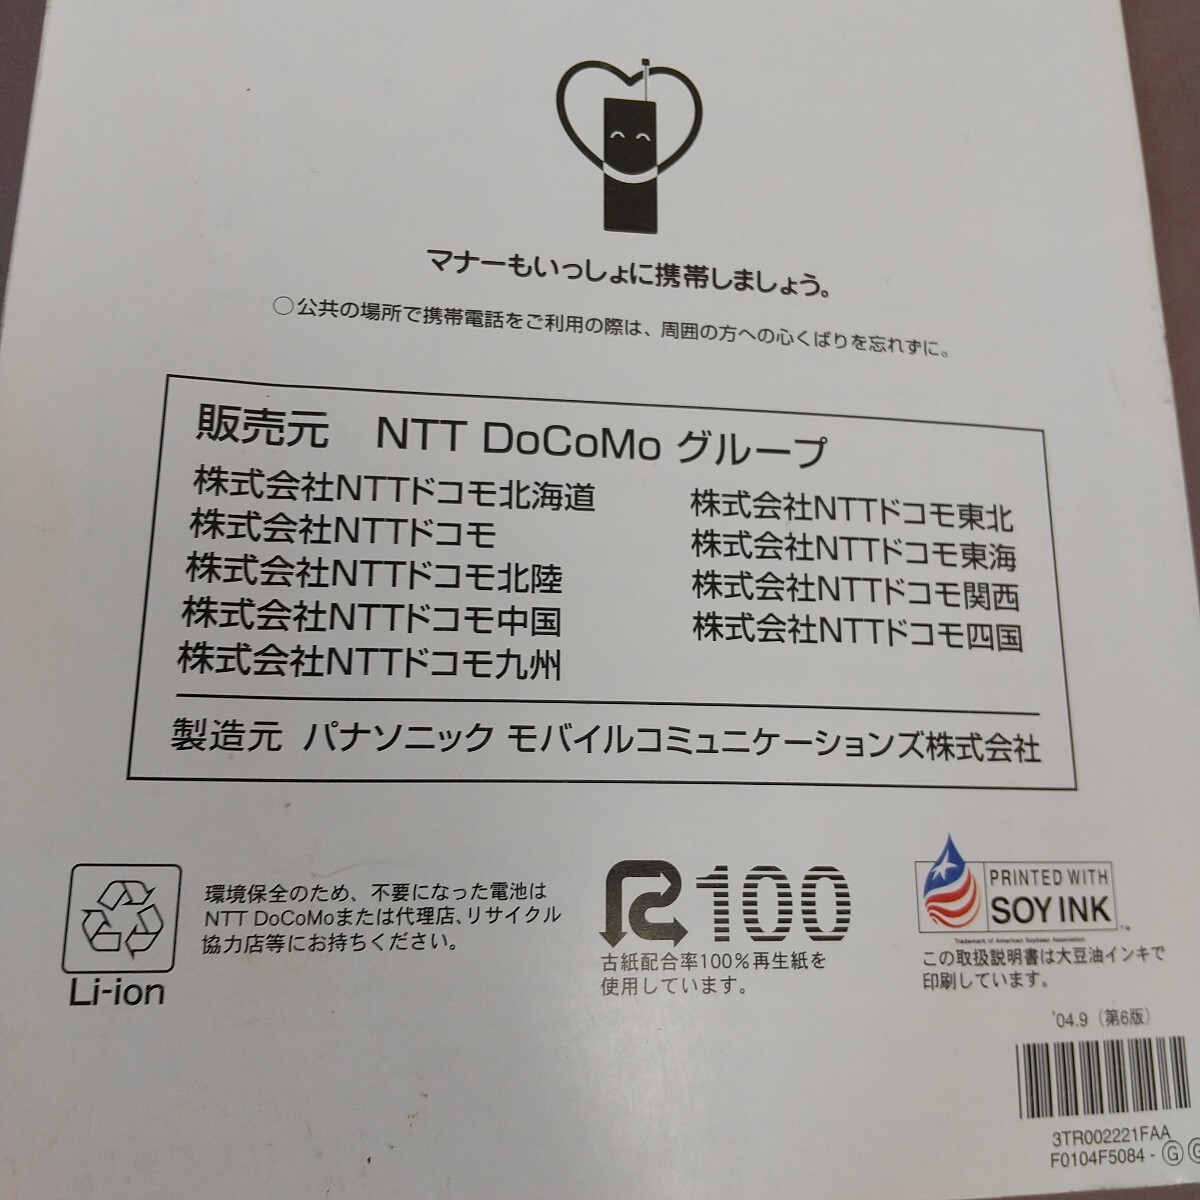 マナーもいっしょに携帯しましょう。
○公共の場所で携帯電話をご利用の際は、周囲の方への心くばりを忘れずに。
販売元 NTT DoCoMo グループ
株式会社NTTドコモ北海道 株式会社NTTドコモ東北
株式会社NTTドコモ 株式会社NTTドコモ東海
株式会社NTTドコモ北陸 株式会社NTTドコモ関西
株式会社NTTドコモ中国 株式会社NTTドコモ四国
株式会社NTTドコモ九州
製造元 パナソニック モバイルコミュニケーションズ株式会社
Li-ion
環境保全のため、不要になった電池は
NTT DoCoMoまたは代理店、リサイクル
協力店等にお持ちください。
R100
古紙配合率100%再生紙を
使用しています。
PRINTED WITH
SOY INK
TM
Trademark of American Soybean Association
この取扱説明書は大豆油インキで
印刷しています。
'04.9（第6版）
3TR002221FAA
F0104F5084-ⒼⒼ